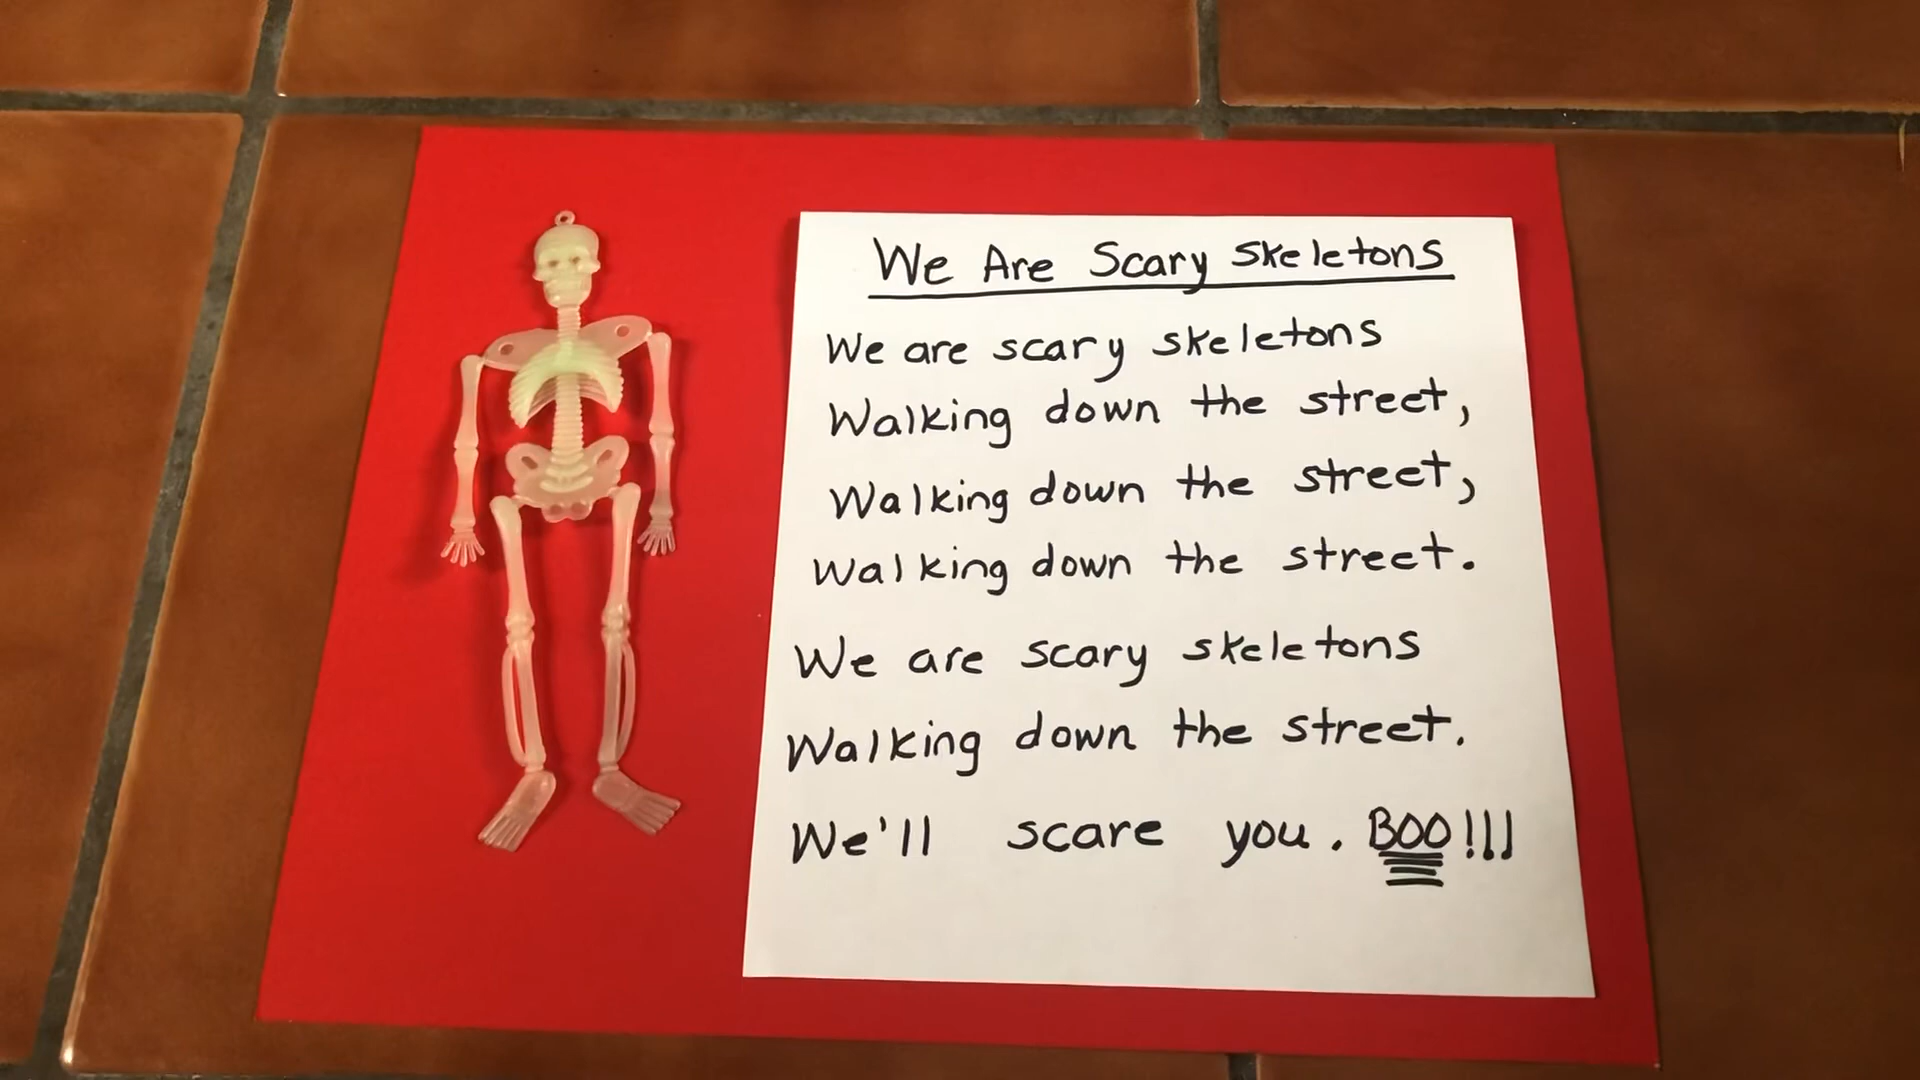 We Are Scary Skeletons
We are scary skeletons
Walking down the street,
Walking down the street,
Walking down the street.
We are scary skeletons
Walking down the street.
We'll scare you. BOO!!!